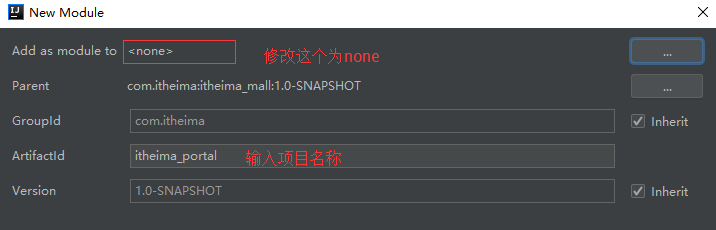 New Module
Add as module to <none> 修改这个为none ...
Parent com.itheima:itheima_mall:1.0-SNAPSHOT ...
GroupId com.itheima Inherit
ArtifactId itheima_portal 输入项目名称
Version 1.0-SNAPSHOT Inherit